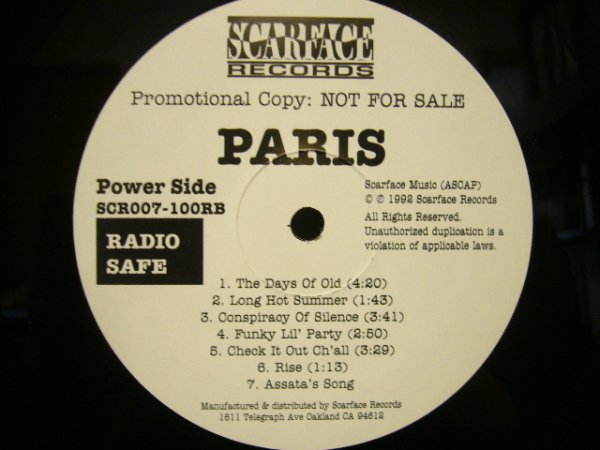 SCARFACE
RECORDS
Promotional Copy: NOT FOR SALE
PARIS
Power Side
SCR007-100RB
RADIO
SAFE
Scarface Music (ASCAP)
© ℗ 1992 Scarface Records
All Rights Reserved.
Unauthorized duplication is a
violation of applicable laws.
1. The Days Of Old (4:20)
2. Long Hot Summer (1:43)
3. Conspiracy Of Silence (3:41)
4. Funky Lil' Party (2:50)
5. Check It Out Ch'all (3:29)
6. Rise (1:13)
7. Assata's Song
Manufactured & distributed by Scarface Records
1611 Telegraph Ave Oakland CA 94612